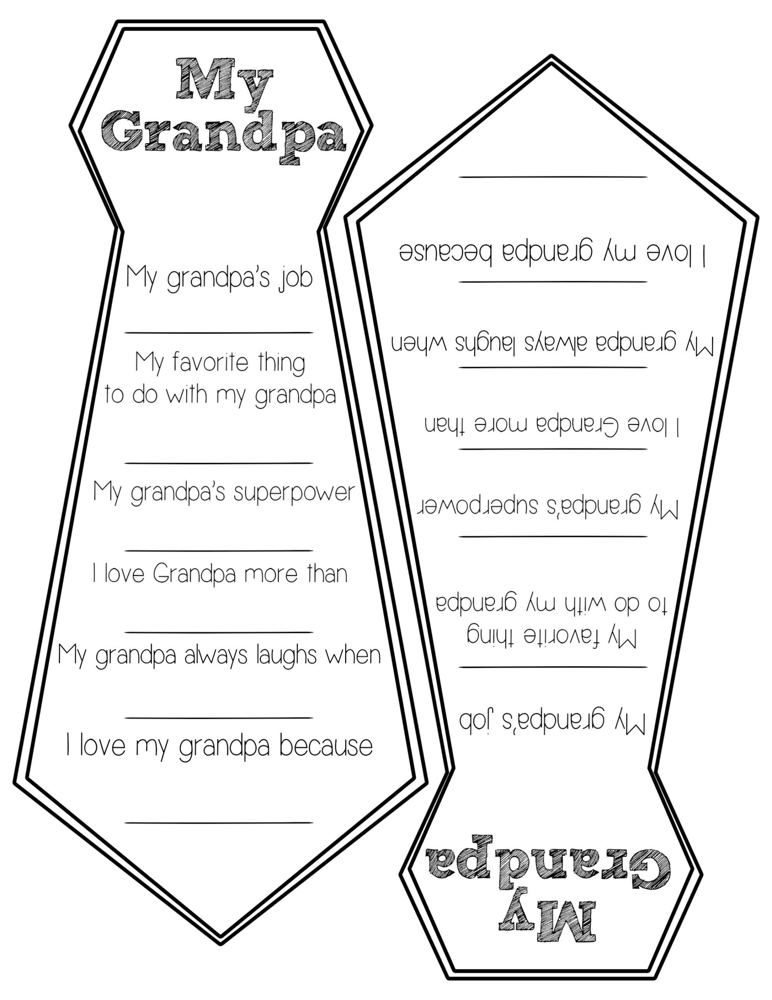 My
Grandpa
My grandpa's job
My favorite thing
to do with my grandpa
My grandpa's superpower
I love Grandpa more than
My grandpa always laughs when
I love my grandpa because
My
Grandpa
My grandpa's job
My favorite thing
to do with my grandpa
My grandpa's superpower
I love Grandpa more than
My grandpa always laughs when
I love my grandpa because